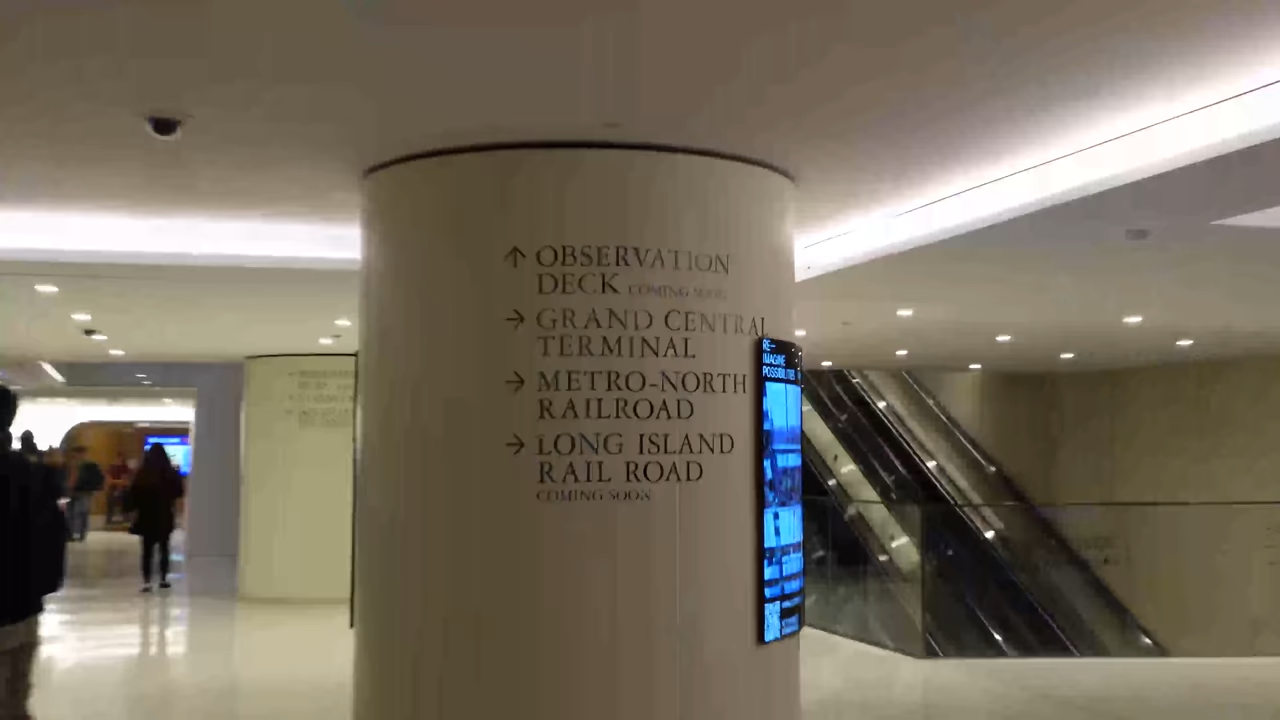 ↑ OBSERVATION
DECK COMING SOON
→ GRAND CENTRAL
TERMINAL
→ METRO-NORTH
RAILROAD
→ LONG ISLAND
RAIL ROAD
COMING SOON
RE—
IMAGINE
POSSIBILITIES